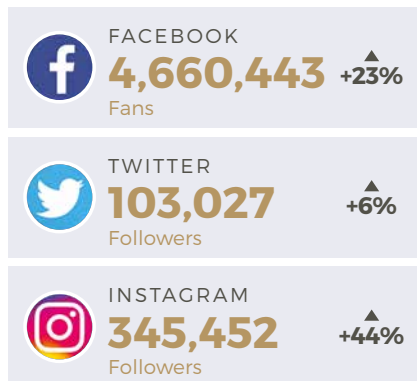 FACEBOOK
4,660,443
Fans
▲
+23%
TWITTER
103,027
Followers
▲
+6%
INSTAGRAM
345,452
Followers
▲
+44%